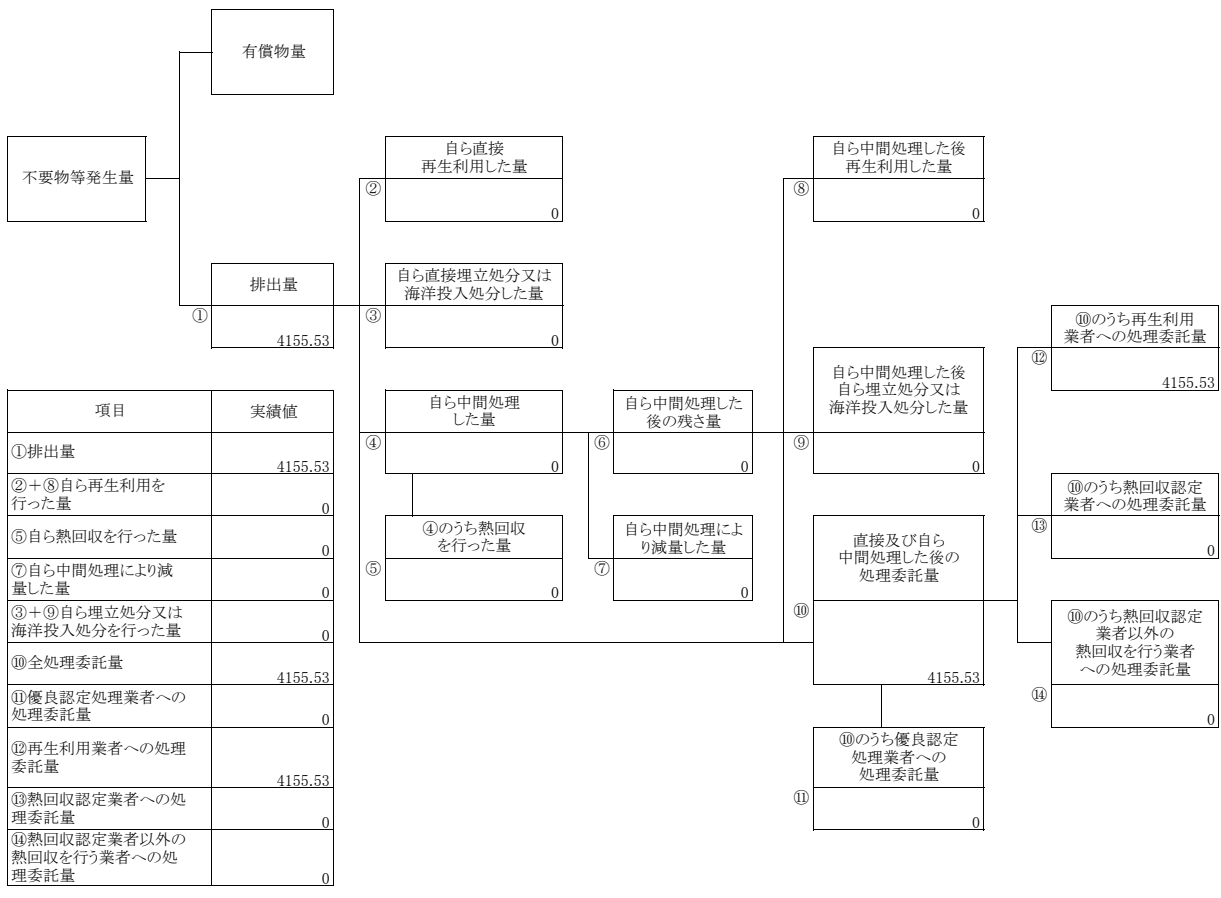 有償物量
不要物等発生量
排出量
①
4155.53
自ら直接
再生利用した量
②
0
自ら直接埋立処分又は
海洋投入処分した量
③
0
自ら中間処理
した量
④
0
④のうち熱回収
を行った量
⑤
0
自ら中間処理した
後の残さ量
⑥
0
自ら中間処理によ
り減量した量
⑦
0
自ら中間処理した後
再生利用した量
⑧
0
自ら中間処理した後
自ら埋立処分又は
海洋投入処分した量
⑨
0
直接及び自ら
中間処理した後の
処理委託量
⑩
4155.53
⑩のうち優良認定
処理業者への
処理委託量
⑪
0
⑩のうち再生利用
業者への処理委託量
⑫
4155.53
⑩のうち熱回収認定
業者への処理委託量
⑬
0
⑩のうち熱回収認定
業者以外の
熱回収を行う業者
への処理委託量
⑭
0
項目 実績値
①排出量
4155.53
②+⑧自ら再生利用を
行った量
0
⑤自ら熱回収を行った量
0
⑦自ら中間処理により減
量した量
0
③+⑨自ら埋立処分又は
海洋投入処分を行った量
0
⑩全処理委託量
4155.53
⑪優良認定処理業者への
処理委託量
0
⑫再生利用業者への処理
委託量
4155.53
⑬熱回収認定業者への処
理委託量
0
⑭熱回収認定業者以外の
熱回収を行う業者への処
理委託量
0